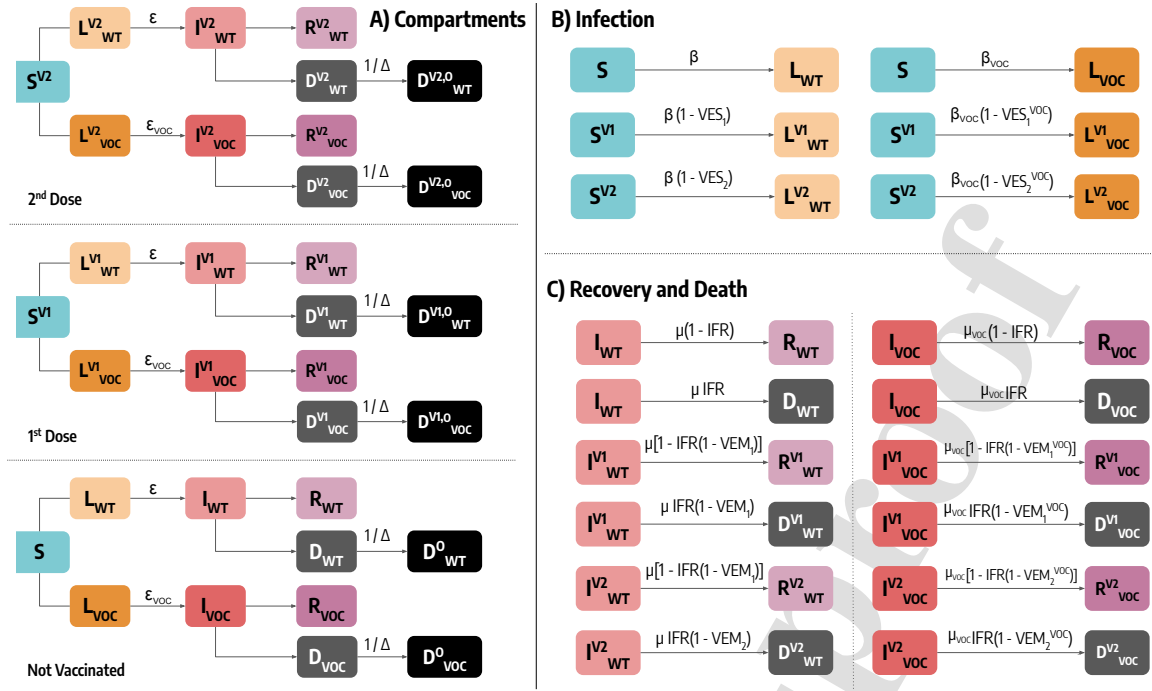 A) Compartments
L^V2_WT ε I^V2_WT R^V2_WT
S^V2 D^V2_WT 1 / Δ D^V2,O_WT
L^V2_VOC ε_VOC I^V2_VOC R^V2_VOC
D^V2_VOC 1 / Δ D^V2,O_VOC
2nd Dose
L^V1_WT ε I^V1_WT R^V1_WT
S^V1 D^V1_WT 1 / Δ D^V1,O_WT
L^V1_VOC ε_VOC I^V1_VOC R^V1_VOC
D^V1_VOC 1 / Δ D^V1,O_VOC
1st Dose
L_WT ε I_WT R_WT
S D_WT 1 / Δ D^O_WT
L_VOC ε_VOC I_VOC R_VOC
D_VOC 1 / Δ D^O_VOC
Not Vaccinated
B) Infection
S β L_WT S β_VOC L_VOC
S^V1 β (1 - VES_1) L^V1_WT S^V1 β_VOC (1 - VES_1^VOC) L^V1_VOC
S^V2 β (1 - VES_2) L^V2_WT S^V2 β_VOC (1 - VES_2^VOC) L^V2_VOC
C) Recovery and Death
I_WT μ(1 - IFR) R_WT I_VOC μ_VOC (1 - IFR) R_VOC
I_WT μ IFR D_WT I_VOC μ_VOC IFR D_VOC
I^V1_WT μ[1 - IFR(1 - VEM_1)] R^V1_WT I^V1_VOC μ_VOC [1 - IFR(1 - VEM_1^VOC)] R^V1_VOC
I^V1_WT μ IFR(1 - VEM_1) D^V1_WT I^V1_VOC μ_VOC IFR(1 - VEM_1^VOC) D^V1_VOC
I^V2_WT μ[1 - IFR(1 - VEM_1)] R^V2_WT I^V2_VOC μ_VOC [1 - IFR(1 - VEM_2^VOC)] R^V2_VOC
I^V2_WT μ IFR(1 - VEM_2) D^V2_WT I^V2_VOC μ_VOC IFR(1 - VEM_2^VOC) D^V2_VOC